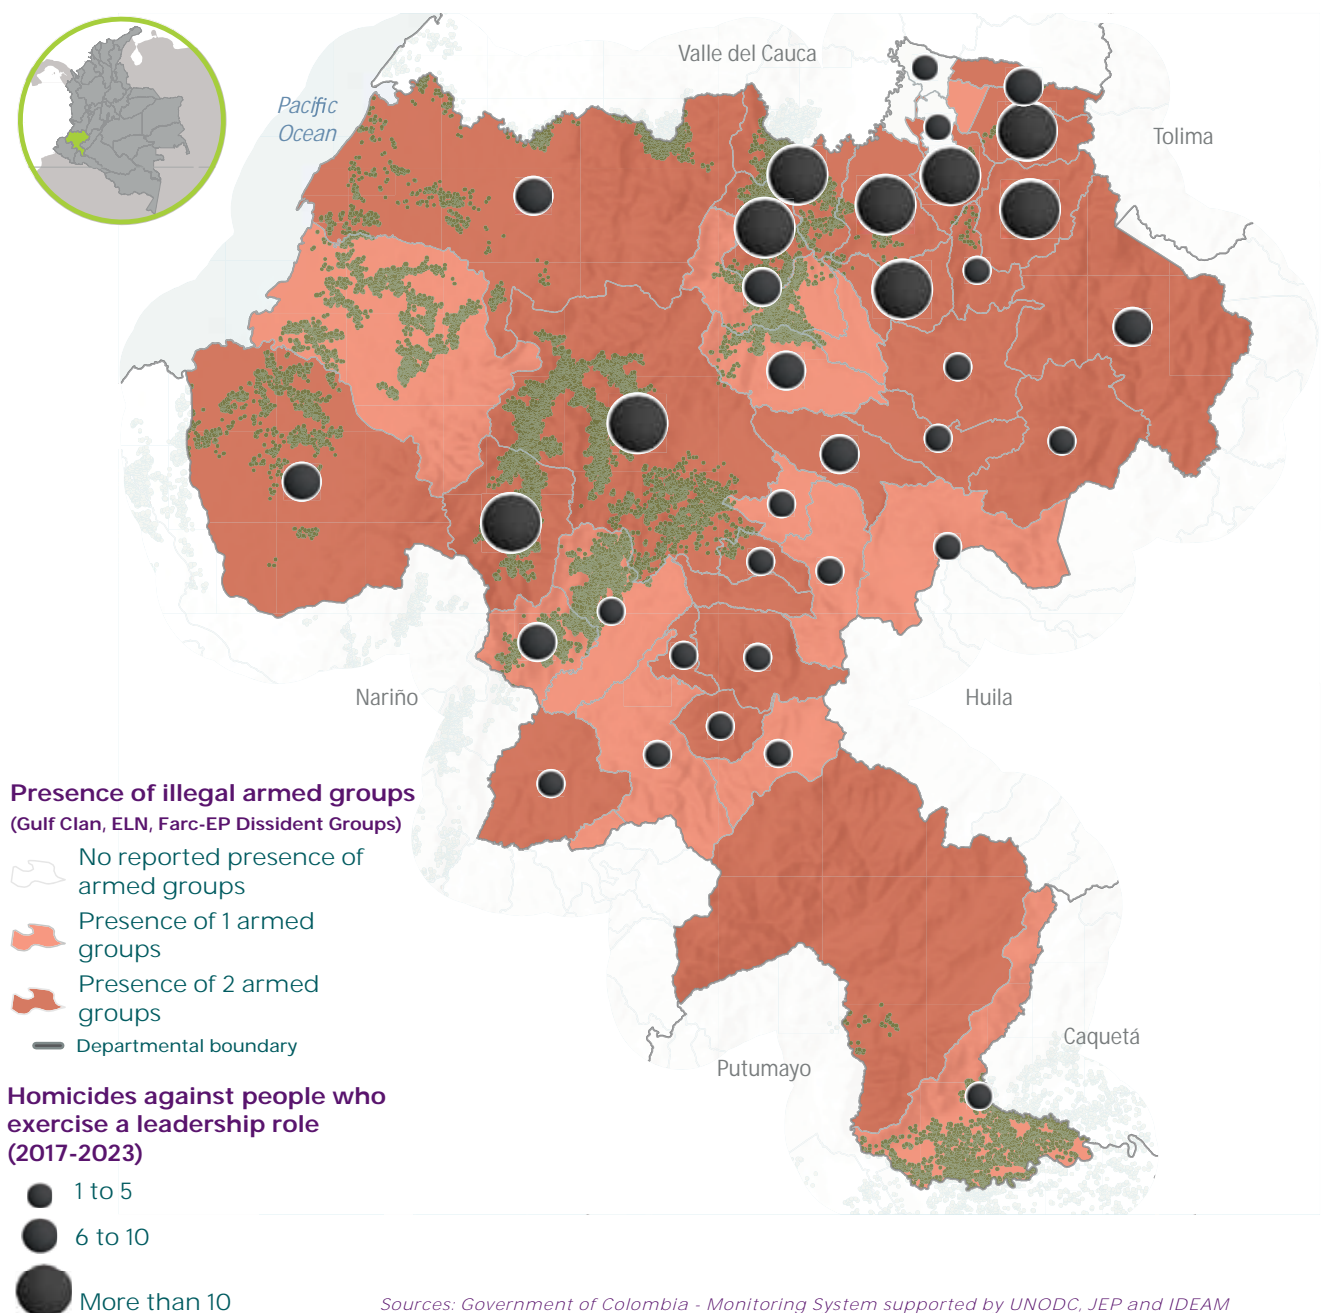 Valle del Cauca
Pacific
Ocean
Tolima
Nariño
Huila
Presence of illegal armed groups
(Gulf Clan, ELN, Farc-EP Dissident Groups)
No reported presence of
armed groups
Presence of 1 armed
groups
Presence of 2 armed
groups
Departmental boundary
Caquetá
Putumayo
Homicides against people who
exercise a leadership role
(2017-2023)
1 to 5
6 to 10
More than 10
Sources: Government of Colombia - Monitoring System supported by UNODC, JEP and IDEAM